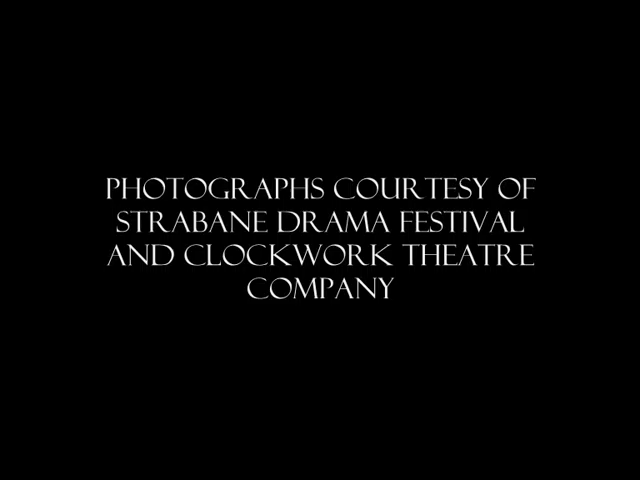 PHOTOGRAPHS COURTESY OF
STRABANE DRAMA FESTIVAL
AND CLOCKWORK THEATRE
COMPANY